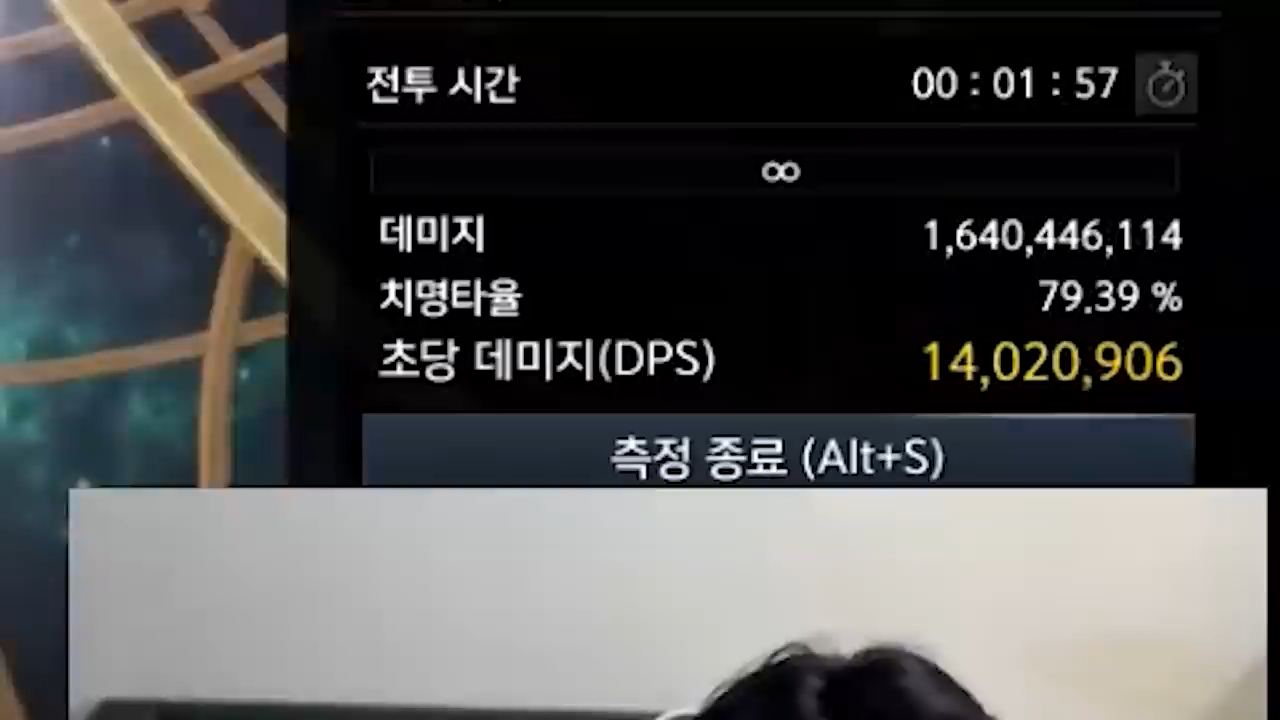 전투 시간 00 : 01 : 57
∞
데미지 1,640,446,114
치명타율 79.39 %
초당 데미지(DPS) 14,020,906
측정 종료 (Alt+S)